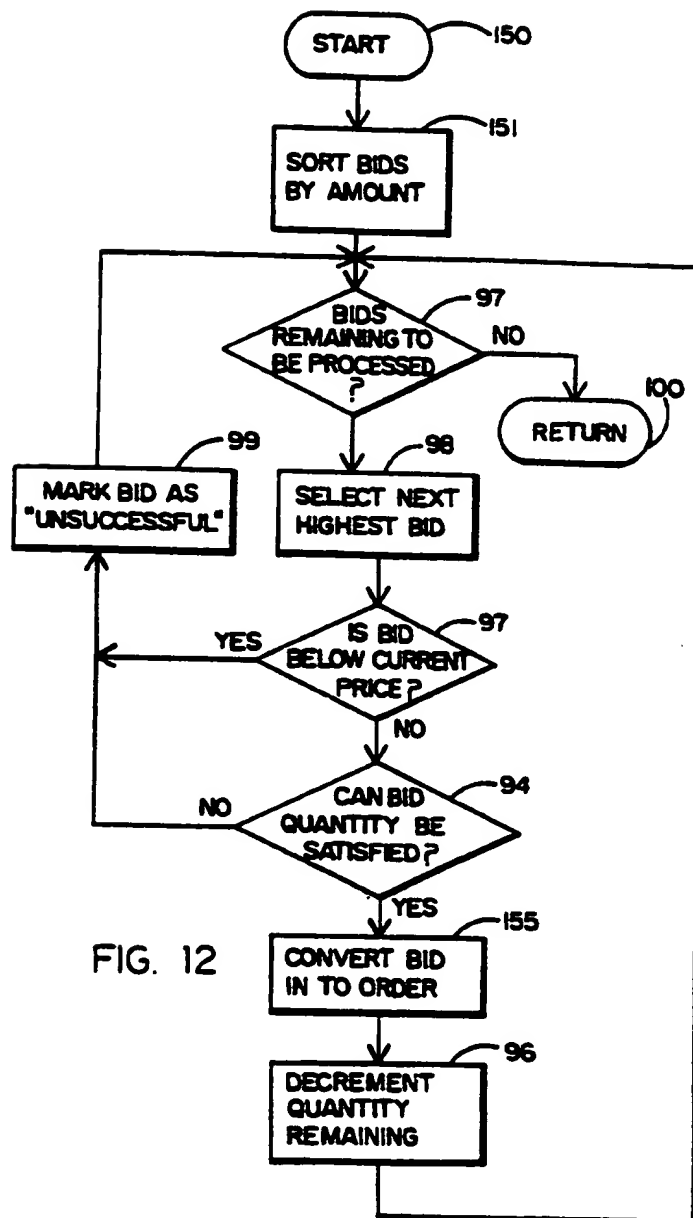 START
150
151
SORT BIDS
BY AMOUNT
97
BIDS
REMAINING TO
BE PROCESSED
?
NO
100
RETURN
99
MARK BID AS
"UNSUCCESSFUL"
98
SELECT NEXT
HIGHEST BID
97
YES
IS BID
BELOW CURRENT
PRICE?
NO
94
NO
CAN BID
QUANTITY BE
SATISFIED?
YES
155
FIG. 12
CONVERT BID
IN TO ORDER
96
DECREMENT
QUANTITY
REMAINING